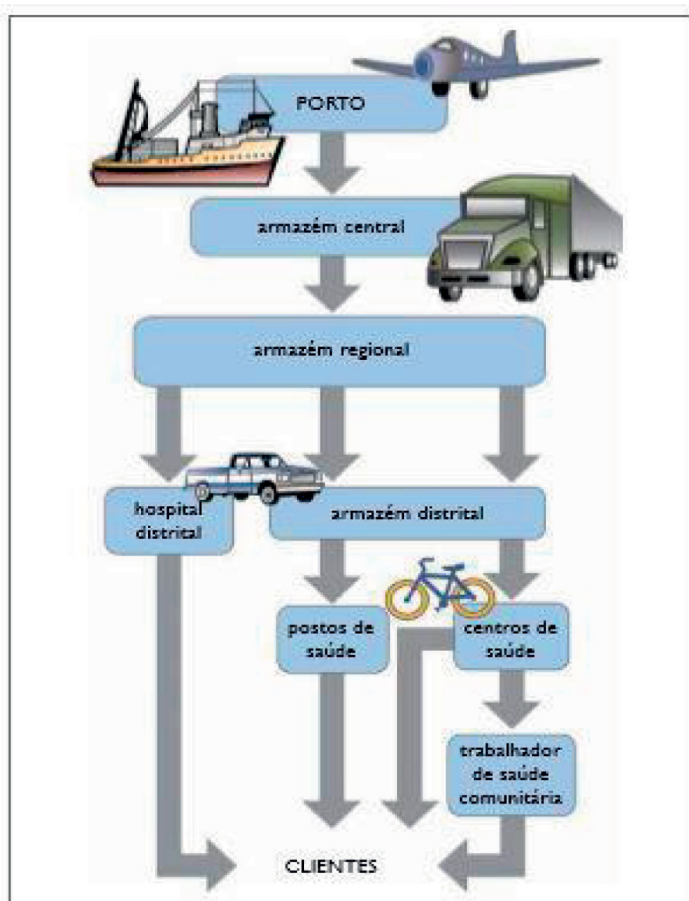 PORTO
armazém central
armazém regional
hospital
distrital
armazém distrital
postos de
saúde
centros de
saúde
trabalhador
de saúde
comunitária
CLIENTES